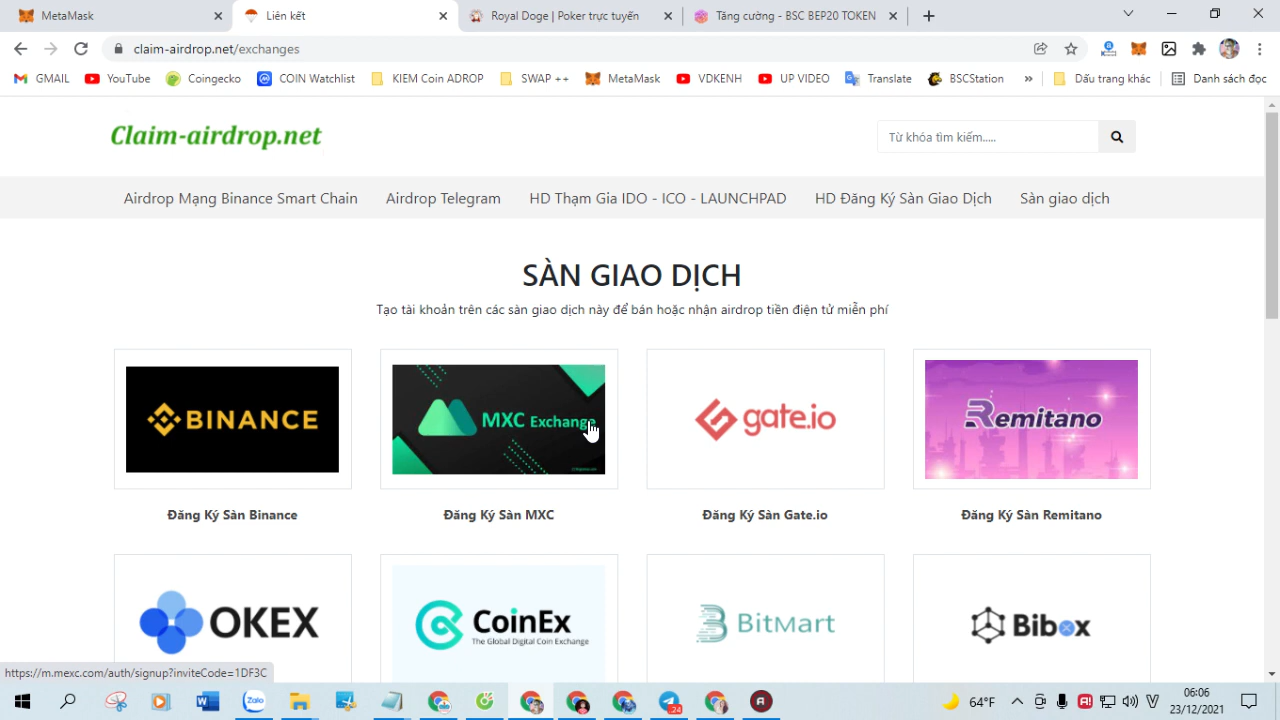 MetaMask
Liên kết
Royal Doge | Poker trực tuyến
Tăng cường - BSC BEP20 TOKEN
claim-airdrop.net/exchanges
GMAIL
YouTube
Coingecko
COIN Watchlist
KIEM Coin ADROP
SWAP ++
MetaMask
VDKENH
UP VIDEO
Translate
BSCStation
»
Dấu trang khác
Danh sách đọc
Claim-airdrop.net
Từ khóa tìm kiếm.....
Airdrop Mạng Binance Smart Chain
Airdrop Telegram
HD Thạm Gia IDO - ICO - LAUNCHPAD
HD Đăng Ký Sàn Giao Dịch
Sàn giao dịch
SÀN GIAO DỊCH
Tạo tài khoản trên các sàn giao dịch này để bán hoặc nhận airdrop tiền điện tử miễn phí
BINANCE
MXC Exchange
gate.io
Remitano
Đăng Ký Sàn Binance
Đăng Ký Sàn MXC
Đăng Ký Sàn Gate.io
Đăng Ký Sàn Remitano
OKEX
CoinEx
The Global Digital Coin Exchange
BitMart
Bibox
https://m.mexc.com/auth/signup?inviteCode=1DF3C
Zalo
24
64°F
06:06
23/12/2021